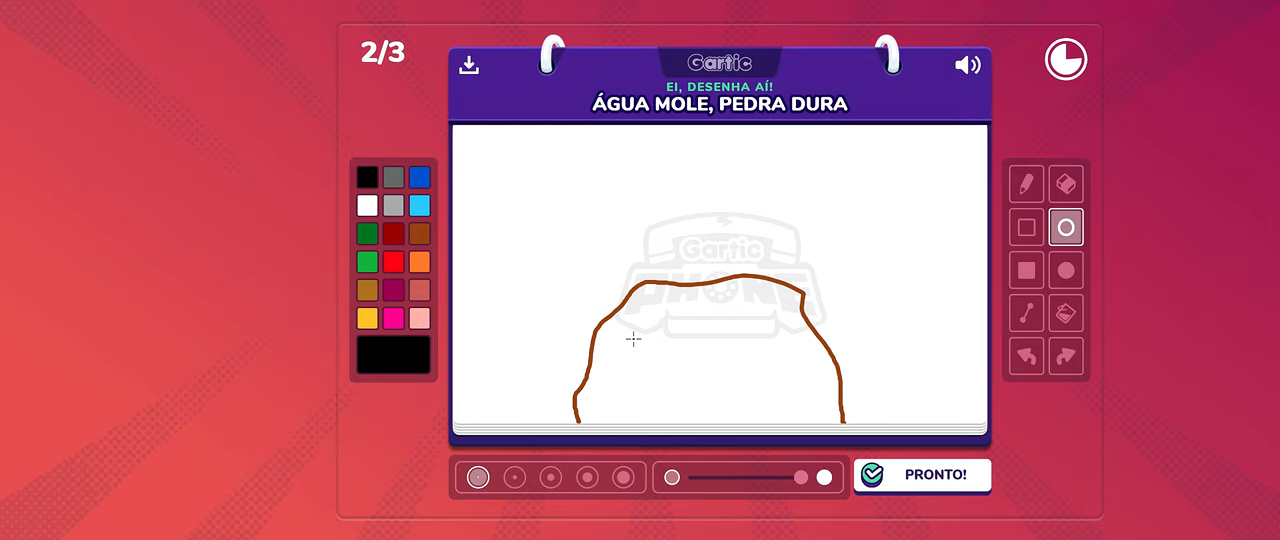 2/3
Gartic
EI, DESENHA AÍ!
ÁGUA MOLE, PEDRA DURA
Gartic
PHONE
PRONTO!